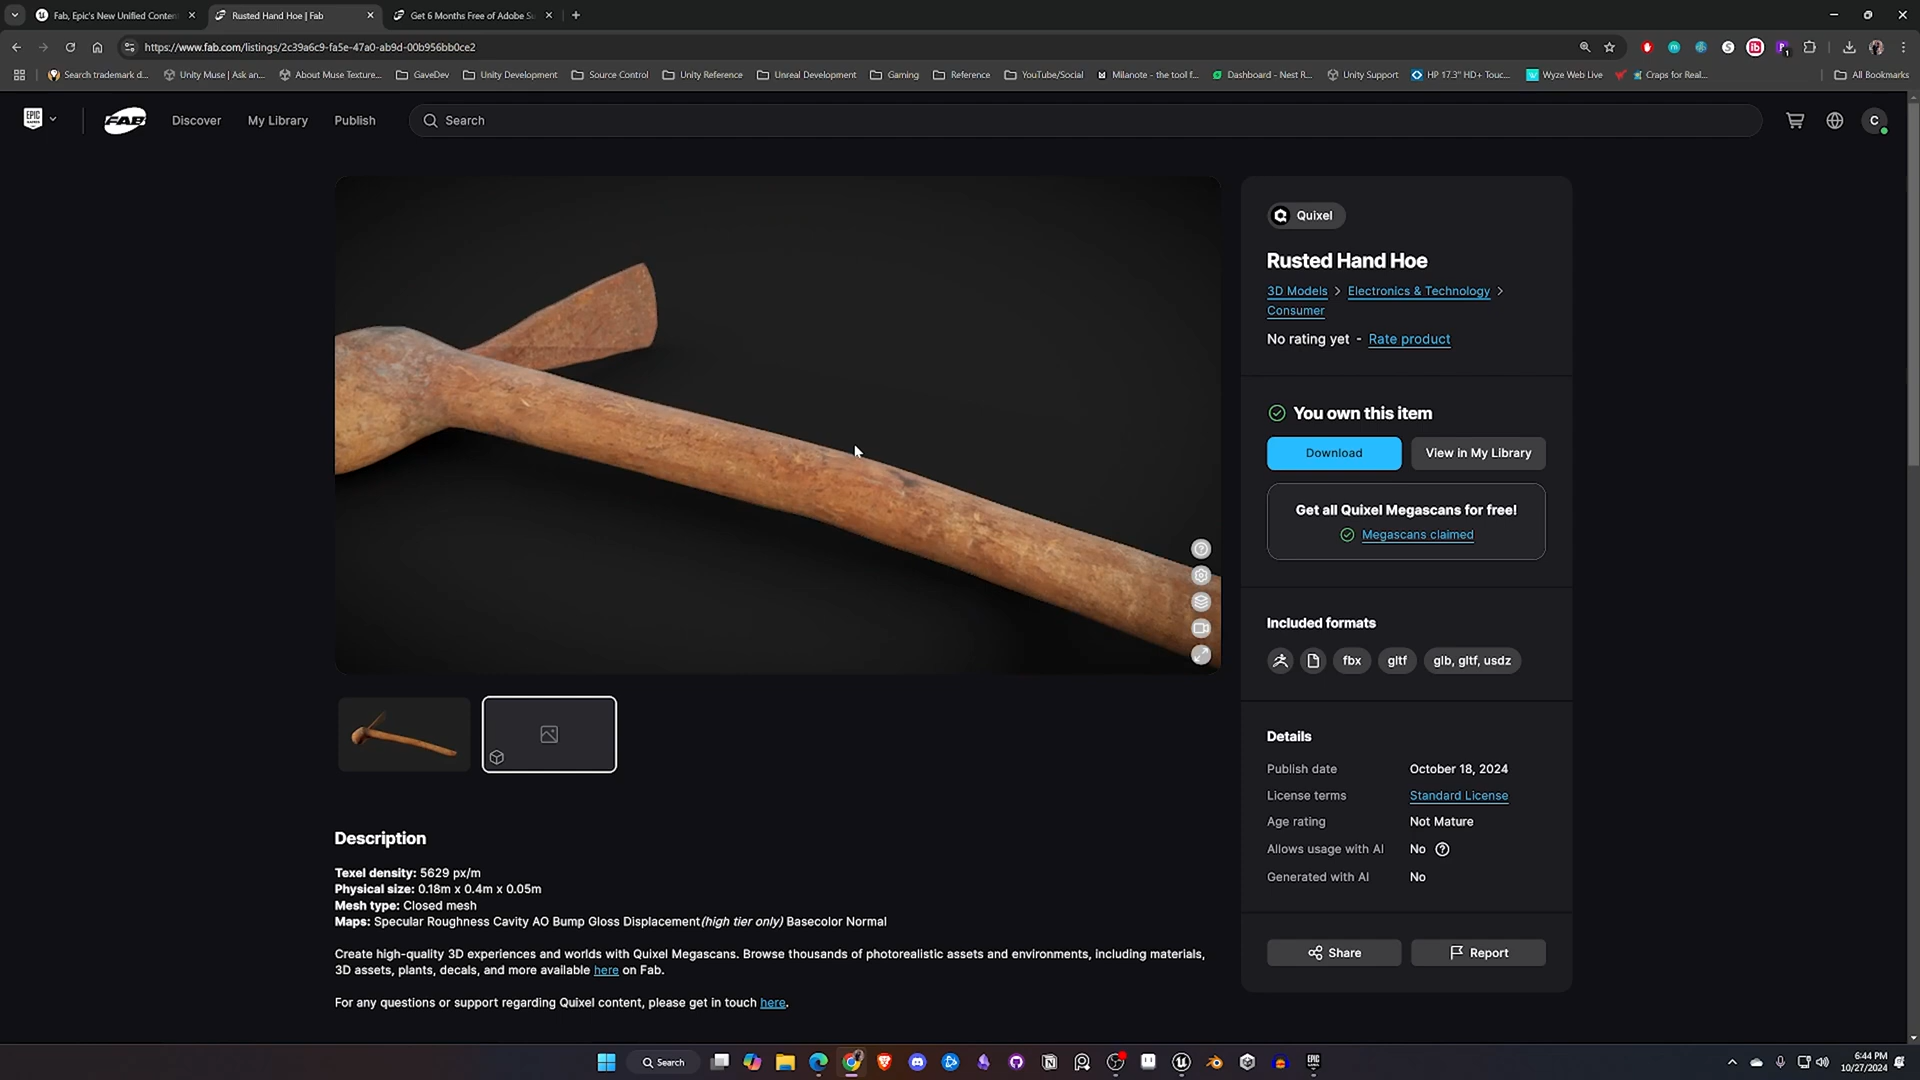 Fab, Epic's New Unified Conten
Rusted Hand Hoe | Fab
Get 6 Months Free of Adobe Su
https://www.fab.com/listings/2c39a6c9-fa5e-47a0-ab9d-00b956bb0ce2
Search trademark d...
Unity Muse | Ask an...
About Muse Texture...
GaveDev
Unity Development
Source Control
Unity Reference
Unreal Development
Gaming
Reference
YouTube/Social
Milanote - the tool f...
Dashboard - Nest R...
Unity Support
HP 17.3" HD+ Touc...
Wyze Web Live
Craps for Real...
All Bookmarks
EPIC
GAMES
FAB
Discover
My Library
Publish
Search
C
Quixel
Rusted Hand Hoe
3D Models > Electronics & Technology >
Consumer
No rating yet - Rate product
You own this item
Download
View in My Library
Get all Quixel Megascans for free!
Megascans claimed
Included formats
fbx
gltf
glb, gltf, usdz
Details
Publish date October 18, 2024
License terms Standard License
Age rating Not Mature
Allows usage with AI No
Generated with AI No
Share
Report
Description
Texel density: 5629 px/m
Physical size: 0.18m x 0.4m x 0.05m
Mesh type: Closed mesh
Maps: Specular Roughness Cavity AO Bump Gloss Displacement(high tier only) Basecolor Normal
Create high-quality 3D experiences and worlds with Quixel Megascans. Browse thousands of photorealistic assets and environments, including materials,
3D assets, plants, decals, and more available here on Fab.
For any questions or support regarding Quixel content, please get in touch here.
Search
6:44 PM
10/27/2024